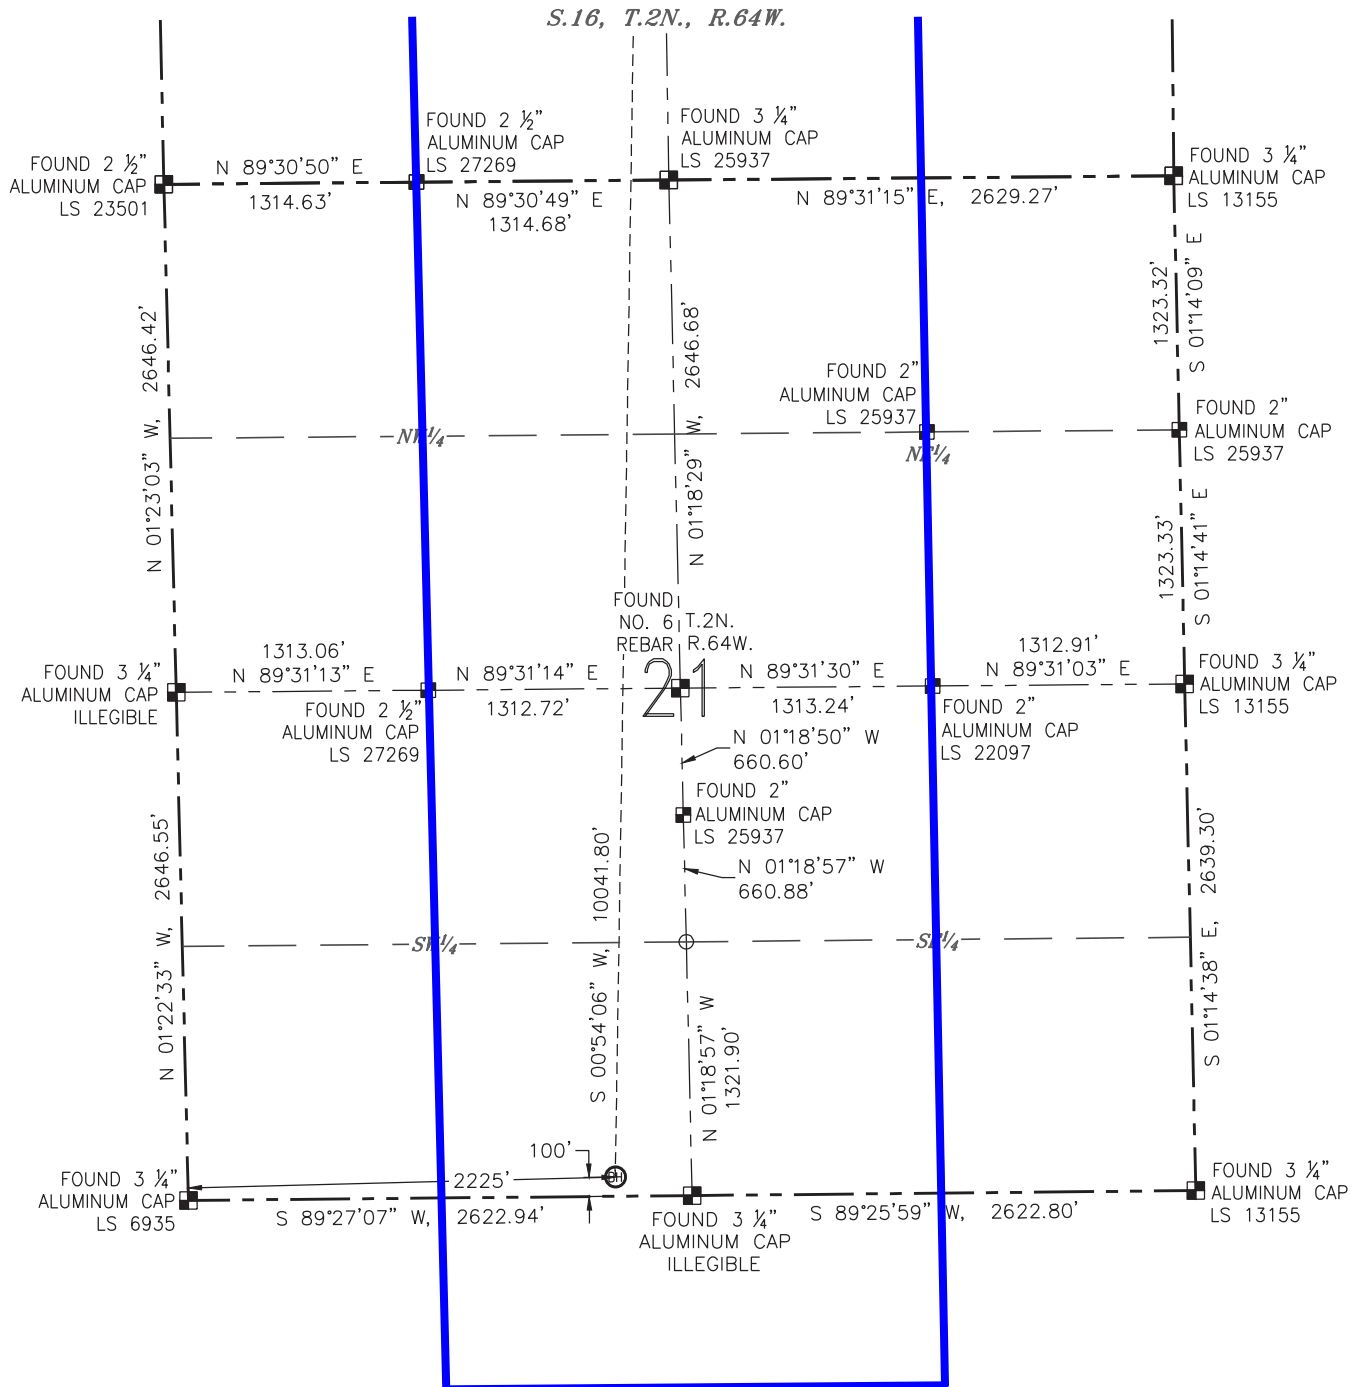 S.16, T.2N., R.64W.
FOUND 2 ½"
ALUMINUM CAP
LS 23501
N 89°30'50" E
1314.63'
FOUND 2 ½"
ALUMINUM CAP
LS 27269
N 89°30'49" E
1314.68'
FOUND 3 ¼"
ALUMINUM CAP
LS 25937
N 89°31'15" E, 2629.27'
FOUND 3 ¼"
ALUMINUM CAP
LS 13155
N 01°23'03" W, 2646.42'
N 01°18'29" W, 2646.68'
1323.32'
S 01°14'09" E
FOUND 2"
ALUMINUM CAP
LS 25937
FOUND 2"
ALUMINUM CAP
LS 25937
NW¼
NE¼
1323.33'
S 01°14'41" E
FOUND
NO. 6
REBAR
T.2N.
R.64W.
21
FOUND 3 ¼"
ALUMINUM CAP
ILLEGIBLE
1313.06'
N 89°31'13" E
N 89°31'14" E
1312.72'
N 89°31'30" E
1313.24'
1312.91'
N 89°31'03" E
FOUND 3 ¼"
ALUMINUM CAP
LS 13155
FOUND 2 ½"
ALUMINUM CAP
LS 27269
FOUND 2"
ALUMINUM CAP
LS 22097
N 01°18'50" W
660.60'
FOUND 2"
ALUMINUM CAP
LS 25937
N 01°18'57" W
660.88'
N 01°22'33" W, 2646.55'
S 00°54'06" W, 10041.80'
S 01°14'38" E, 2639.30'
SW¼
SE¼
N 01°18'57" W
1321.90'
100'
BH
2225'
FOUND 3 ¼"
ALUMINUM CAP
LS 6935
S 89°27'07" W, 2622.94'
FOUND 3 ¼"
ALUMINUM CAP
ILLEGIBLE
S 89°25'59" W, 2622.80'
FOUND 3 ¼"
ALUMINUM CAP
LS 13155